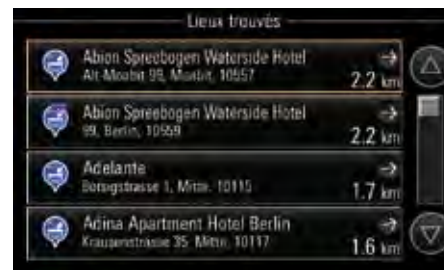 Lieux trouvés
Abion Spreebogen Waterside Hotel
Alt-Moabit 99, Moabit, 10557
2.2 km
Abion Spreebogen Waterside Hotel
99, Berlin, 10559
2.2 km
Adelante
Borsigstrasse 1, Mitte, 10115
1.7 km
Adina Apartment Hotel Berlin
Krausenstrasse 35, Mitte, 10117
1.6 km